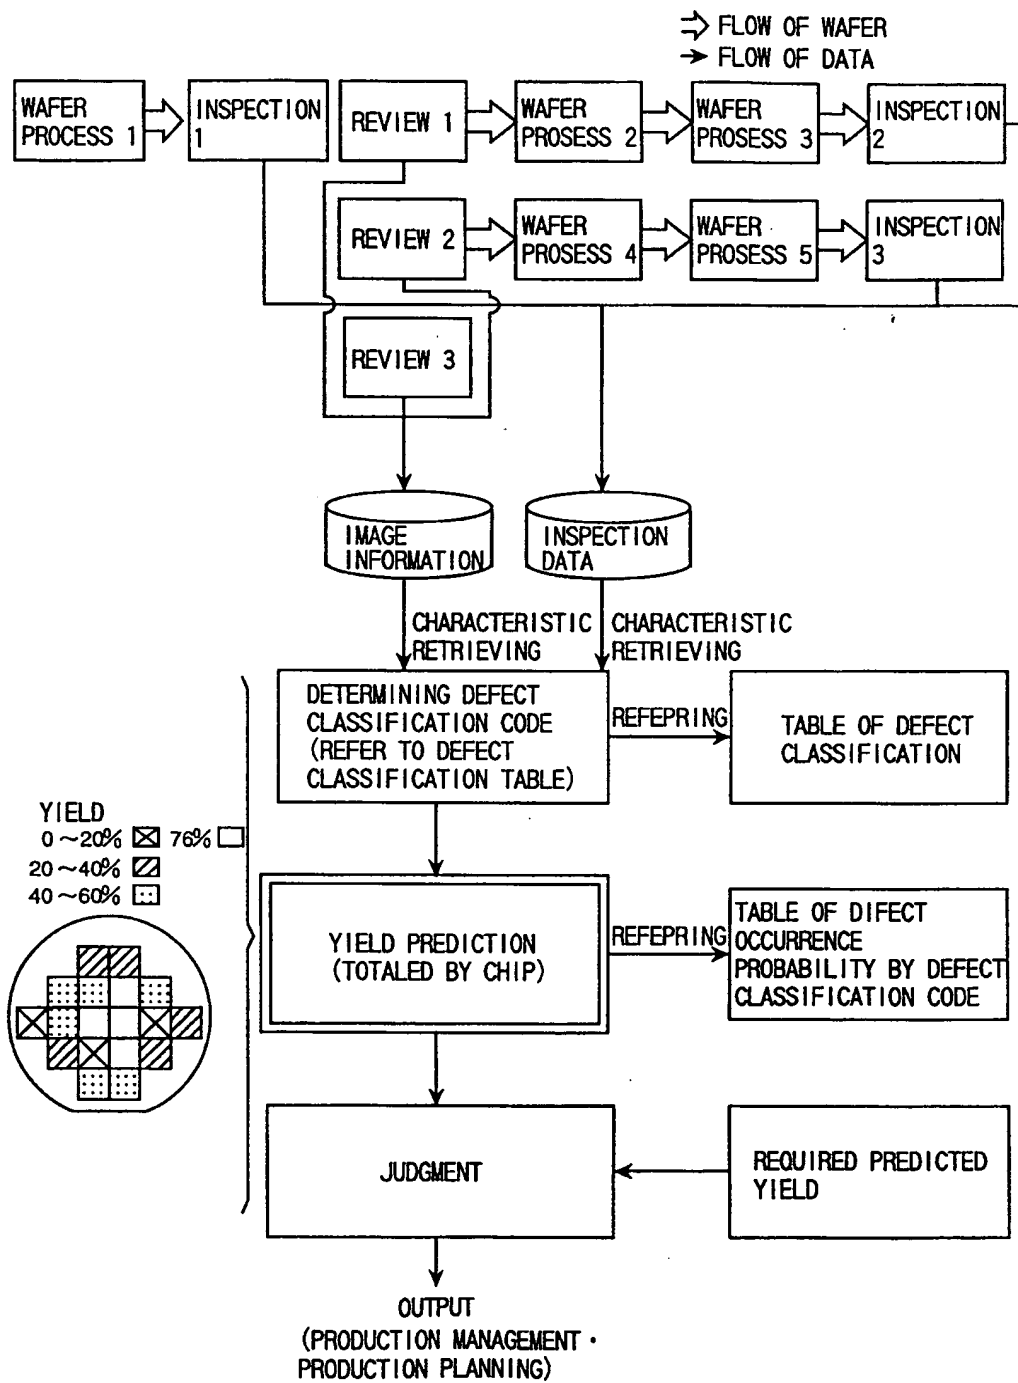 FLOW OF WAFER
FLOW OF DATA
WAFER
PROCESS 1
INSPECTION
1
REVIEW 1
WAFER
PROSESS 2
WAFER
PROSESS 3
INSPECTION
2
REVIEW 2
WAFER
PROSESS 4
WAFER
PROSESS 5
INSPECTION
3
REVIEW 3
IMAGE
INFORMATION
INSPECTION
DATA
CHARACTERISTIC
RETRIEVING
CHARACTERISTIC
RETRIEVING
DETERMINING DEFECT
CLASSIFICATION CODE
(REFER TO DEFECT
CLASSIFICATION TABLE)
REFEPRING
TABLE OF DEFECT
CLASSIFICATION
YIELD
0~20% 76%
20~40%
40~60%
YIELD PREDICTION
(TOTALED BY CHIP)
REFEPRING
TABLE OF DIFECT
OCCURRENCE
PROBABILITY BY DEFECT
CLASSIFICATION CODE
JUDGMENT
REQUIRED PREDICTED
YIELD
OUTPUT
(PRODUCTION MANAGEMENT・
PRODUCTION PLANNING)